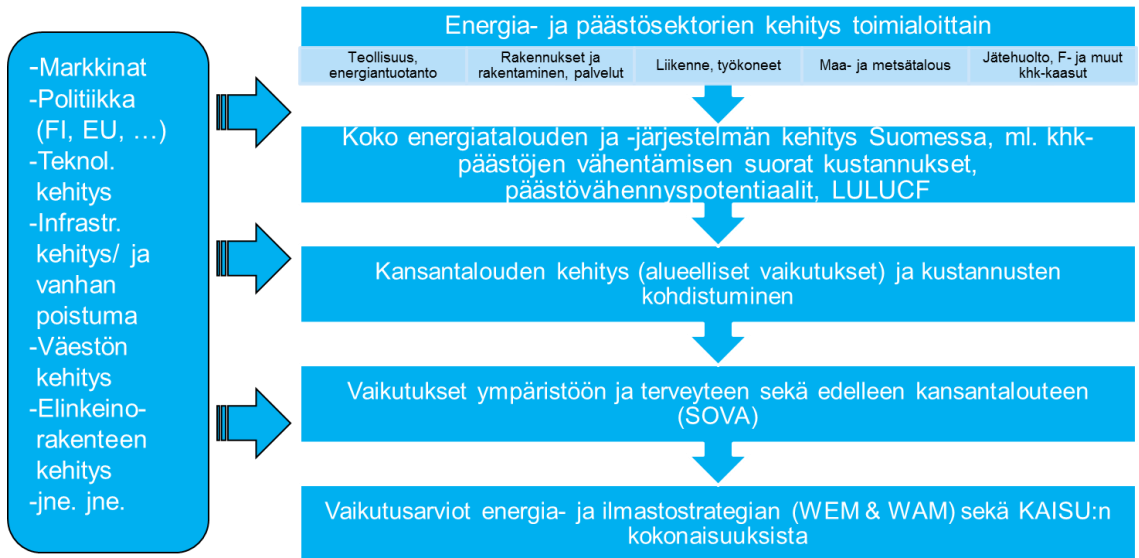 -Markkinat
-Politiikka
(FI, EU, …)
-Teknol.
kehitys
-Infrastr.
kehitys/ ja
vanhan
poistuma
-Väestön
kehitys
-Elinkeino-
rakenteen
kehitys
-jne. jne.
Energia- ja päästösektorien kehitys toimialoittain
Teollisuus,
energiantuotanto
Rakennukset ja
rakentaminen, palvelut
Liikenne, työkoneet
Maa- ja metsätalous
Jätehuolto, F- ja muut
khk-kaasut
Koko energiatalouden ja -järjestelmän kehitys Suomessa, ml. khk-
päästöjen vähentämisen suorat kustannukset,
päästövähennyspotentiaalit, LULUCF
Kansantalouden kehitys (alueelliset vaikutukset) ja kustannusten
kohdistuminen
Vaikutukset ympäristöön ja terveyteen sekä edelleen kansantalouteen
(SOVA)
Vaikutusarviot energia- ja ilmastostrategian (WEM & WAM) sekä KAISU:n
kokonaisuuksista